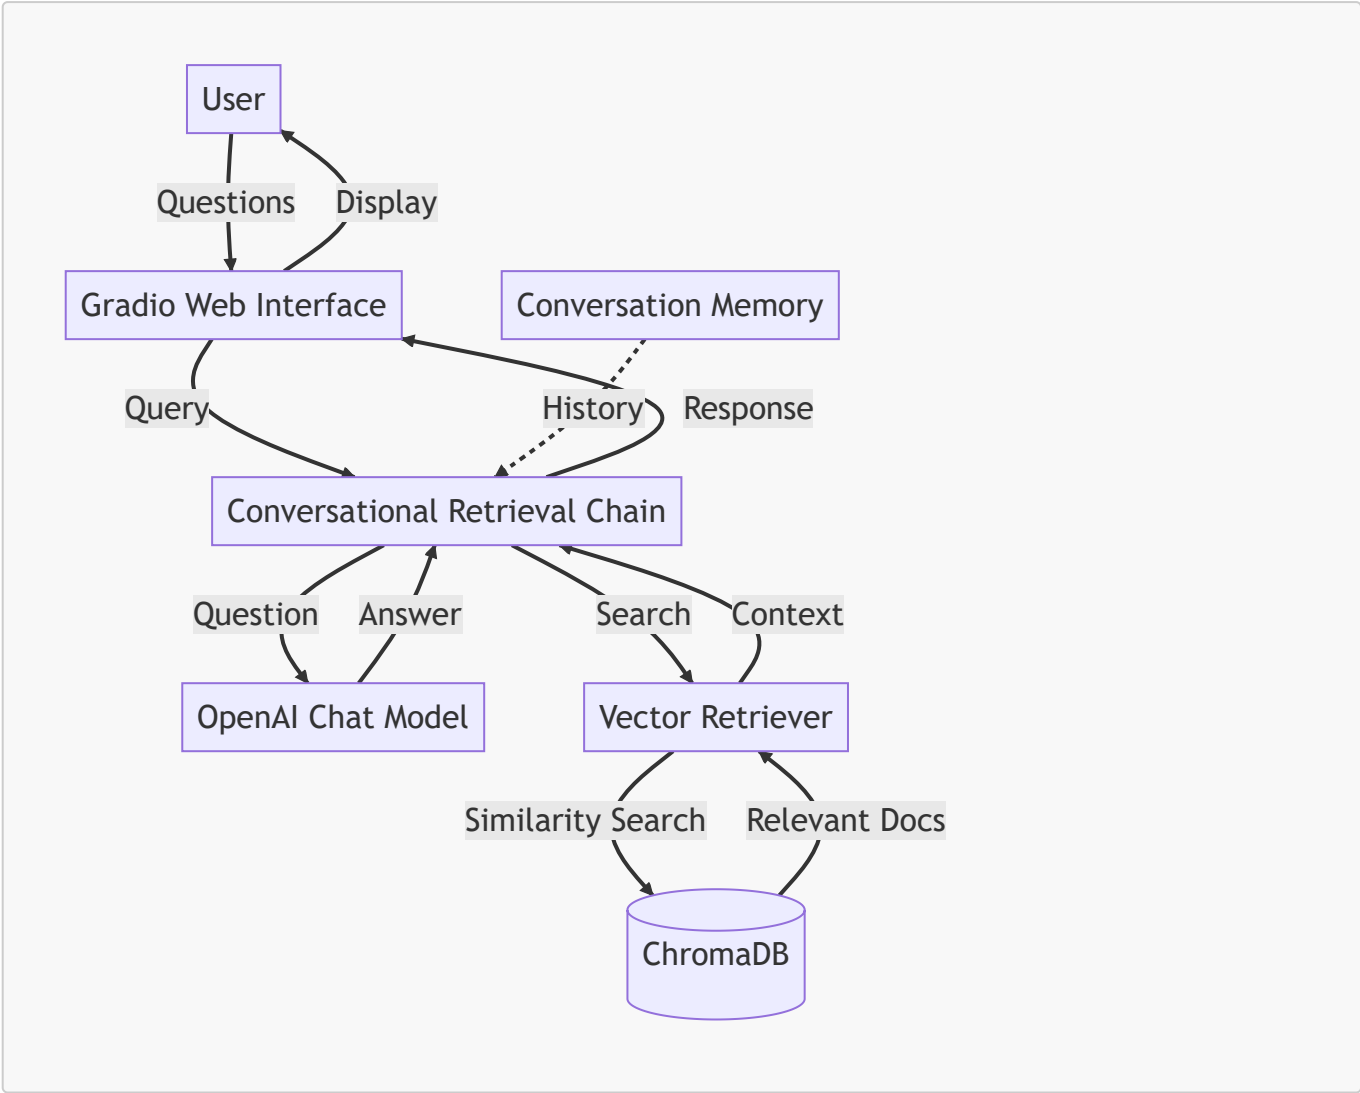 User
Questions
Display
Gradio Web Interface
Conversation Memory
Query
History
Response
Conversational Retrieval Chain
Question
Answer
Search
Context
OpenAI Chat Model
Vector Retriever
Similarity Search
Relevant Docs
ChromaDB